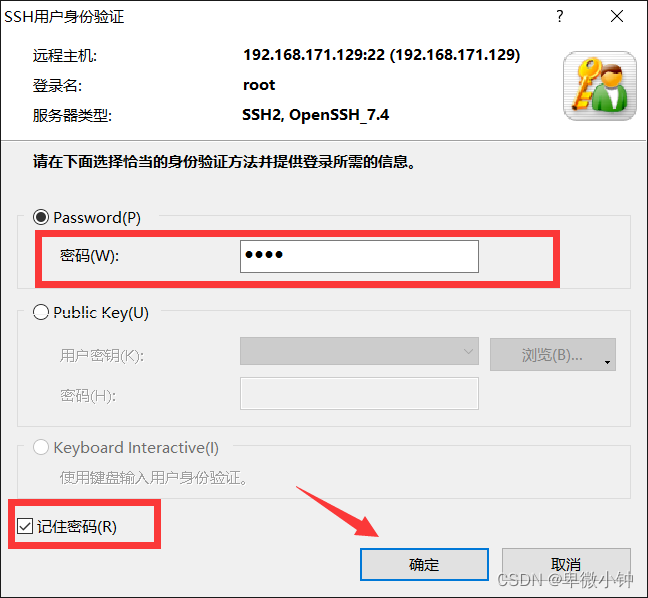 SSH用户身份验证 ?
远程主机: 192.168.171.129:22 (192.168.171.129)
登录名: root
服务器类型: SSH2, OpenSSH_7.4
请在下面选择恰当的身份验证方法并提供登录所需的信息。
Password(P)
密码(W): ●●●●
Public Key(U)
用户密钥(K): 浏览(B)...
密码(H):
Keyboard Interactive(I)
使用键盘输入用户身份验证。
记住密码(R)
确定 取消
CSDN @卑微小钟